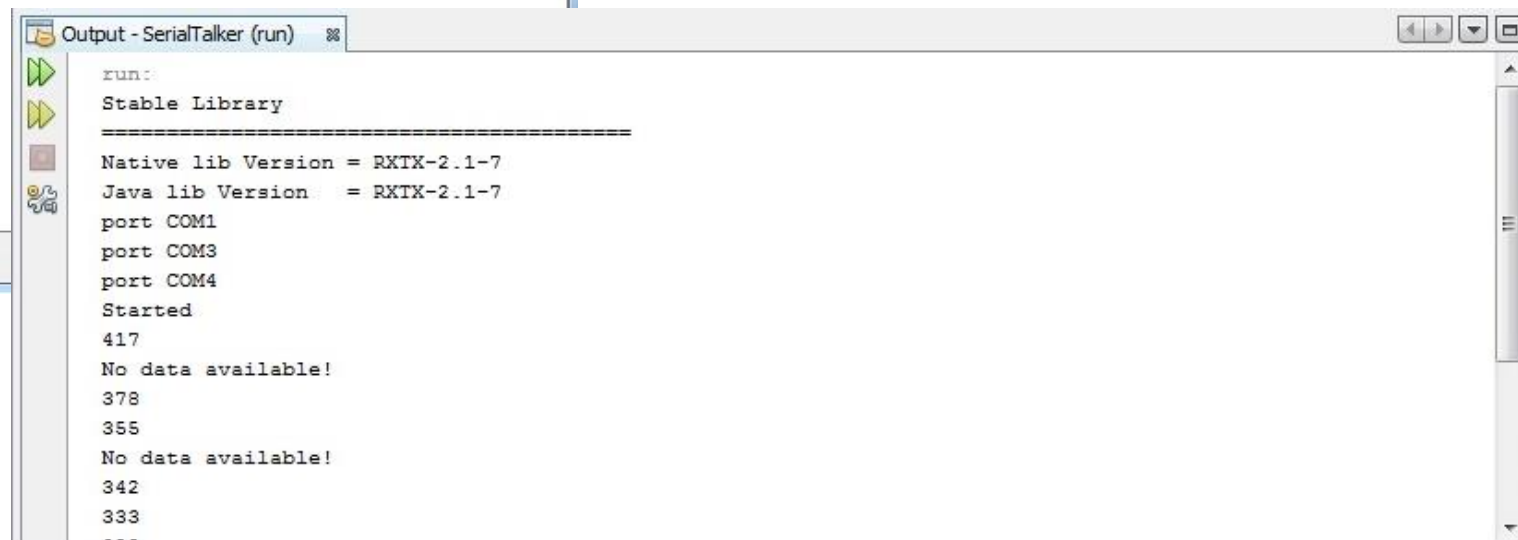 Output - SerialTalker (run)
run:
Stable Library
=========================================
Native lib Version = RXTX-2.1-7
Java lib Version   = RXTX-2.1-7
port COM1
port COM3
port COM4
Started
417
No data available!
378
355
No data available!
342
333